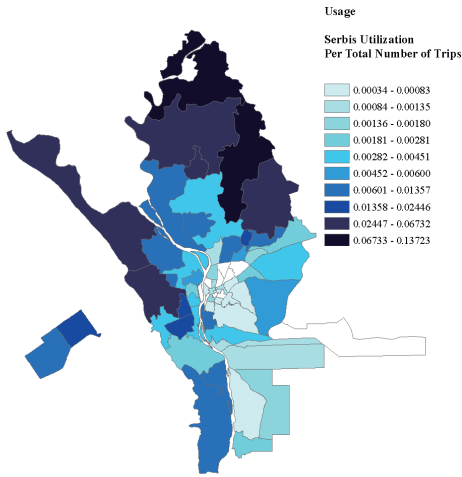 Usage
Serbis Utilization
Per Total Number of Trips
0.00034 - 0.00083
0.00084 - 0.00135
0.00136 - 0.00180
0.00181 - 0.00281
0.00282 - 0.00451
0.00452 - 0.00600
0.00601 - 0.01357
0.01358 - 0.02446
0.02447 - 0.06732
0.06733 - 0.13723